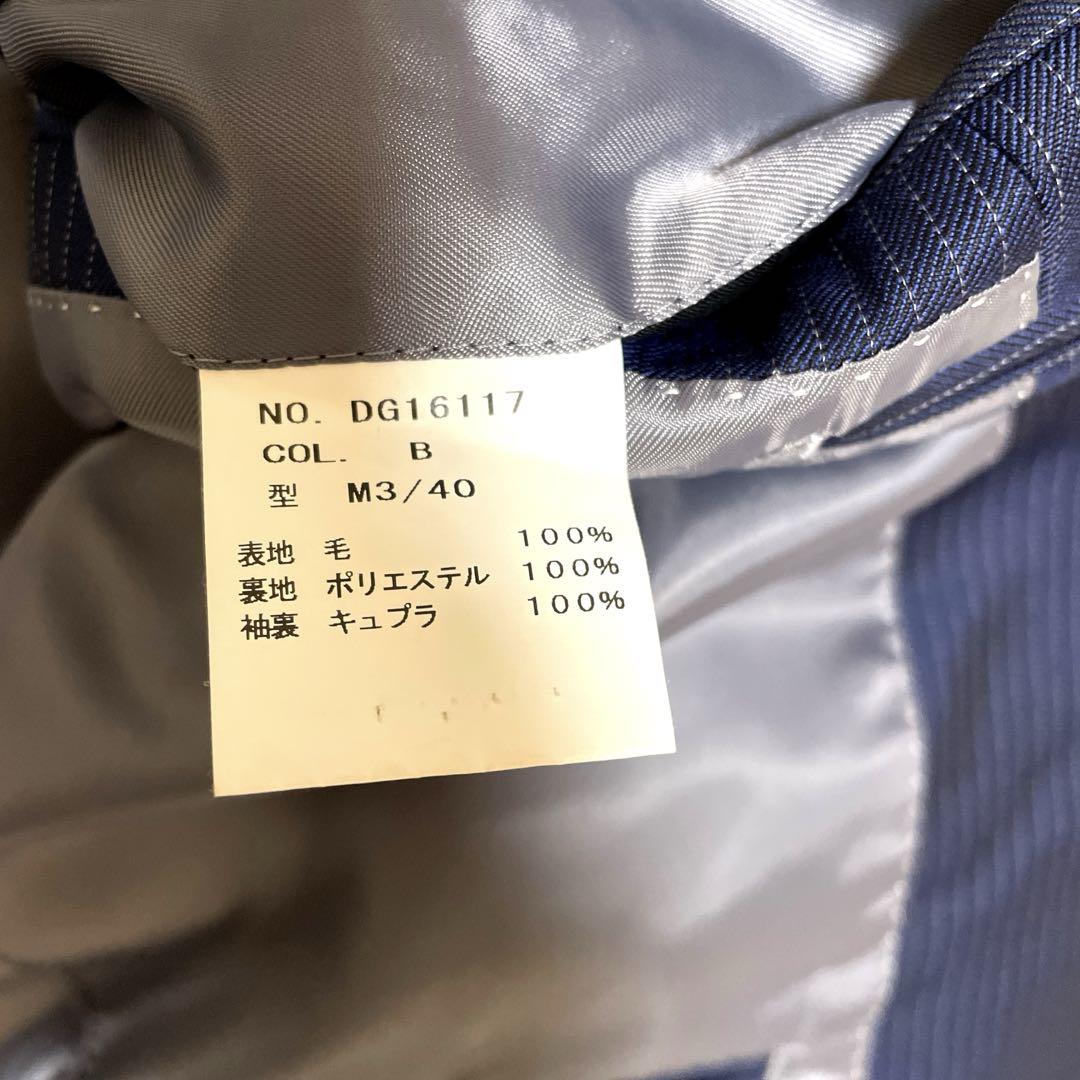 NO. DG16117
COL. B
型 M3/40
表地 毛 100%
裏地 ポリエステル 100%
袖裏 キュプラ 100%